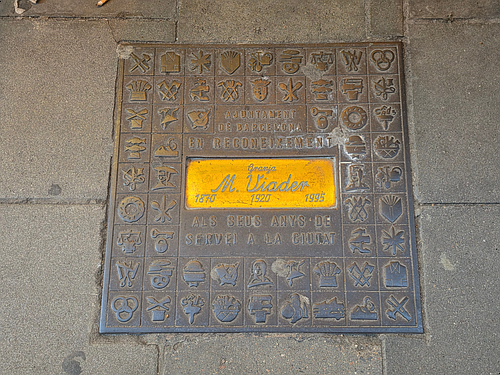 AJUNTAMENT
DE BARCELONA
EN RECONEIXEMENT
Granja
M. Viader
1870 1920 1995
ALS SEUS ANYS DE
SERVEI A LA CIUTAT